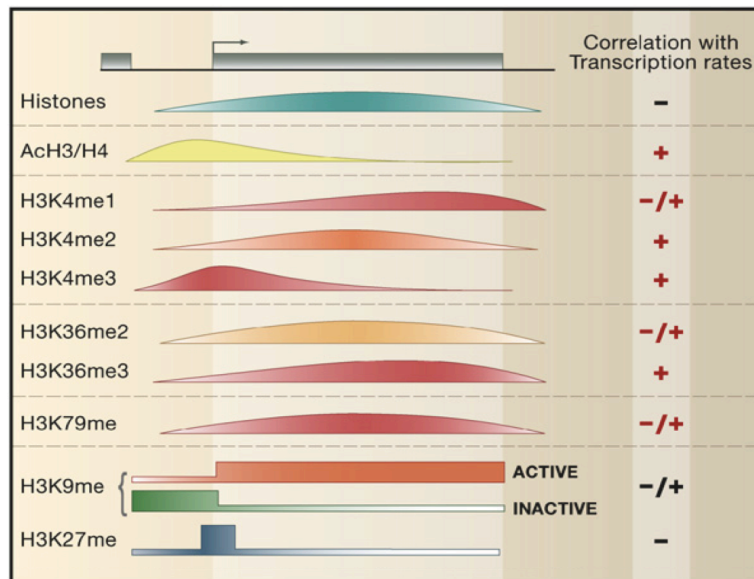 Correlation with
Transcription rates
Histones –
AcH3/H4 +
H3K4me1 –/+
H3K4me2 +
H3K4me3 +
H3K36me2 –/+
H3K36me3 +
H3K79me –/+
ACTIVE
H3K9me { –/+
INACTIVE
H3K27me –